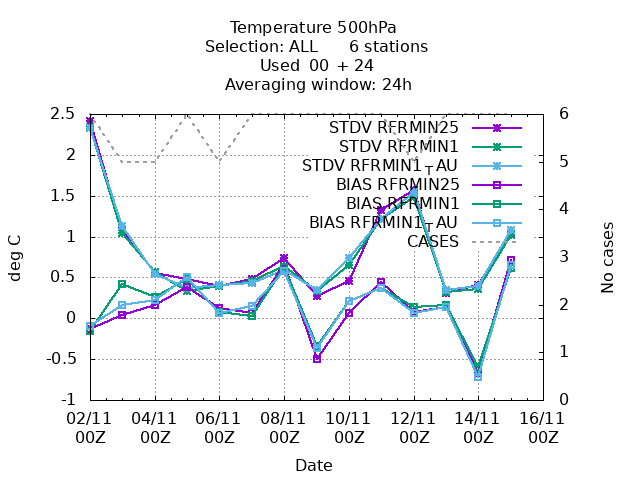 Temperature 500hPa
Selection: ALL 6 stations
Used 00 + 24
Averaging window: 24h
2.5
2
1.5
1
0.5
0
-0.5
-1
deg C
6
5
4
3
2
1
0
No cases
STDV RFRMIN25
STDV RFRMIN1
STDV RFRMIN1TAU
BIAS RFRMIN25
BIAS RFRMIN1
BIAS RFRMIN1TAU
CASES
02/11 04/11 06/11 08/11 10/11 12/11 14/11 16/11
00Z 00Z 00Z 00Z 00Z 00Z 00Z 00Z
Date